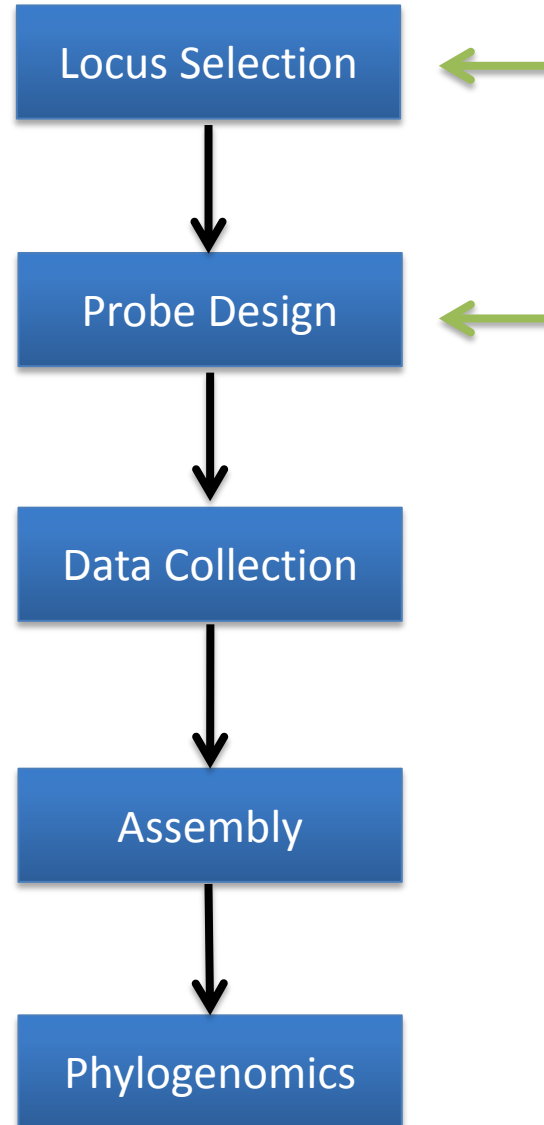 Locus Selection
Probe Design
Data Collection
Assembly
Phylogenomics